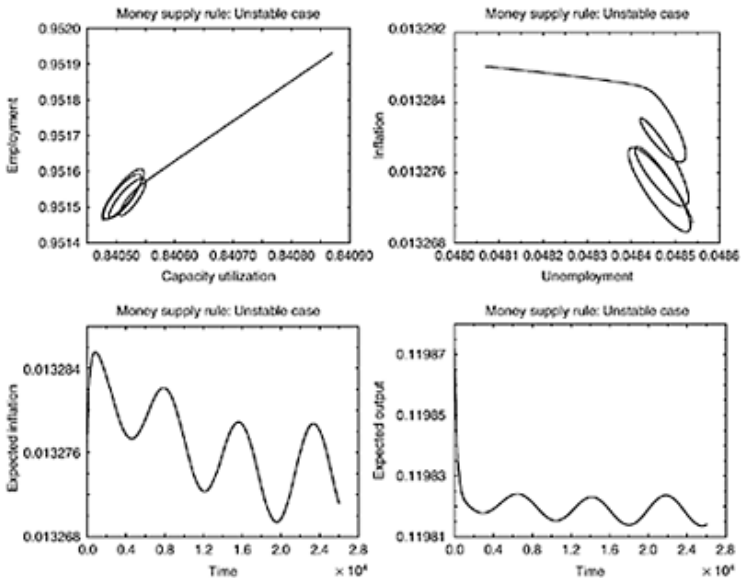 Money supply rule: Unstable case
0.9520
0.9519
0.9518
0.9517
0.9516
0.9515
0.9514
Employment
0.84050 0.84060 0.84070 0.84080 0.84090
Capacity utilization
Money supply rule: Unstable case
0.013292
0.013284
0.013276
0.013268
Inflation
0.0480 0.0481 0.0482 0.0483 0.0484 0.0485 0.0486
Unemployment
Money supply rule: Unstable case
0.013284
0.013276
0.013268
Expected inflation
0.0 0.4 0.8 1.2 1.6 2.0 2.4 2.8
Time × 10⁴
Money supply rule: Unstable case
0.11987
0.11985
0.11983
0.11981
Expected output
0.0 0.4 0.8 1.2 1.6 2.0 2.4 2.8
Time × 10⁴